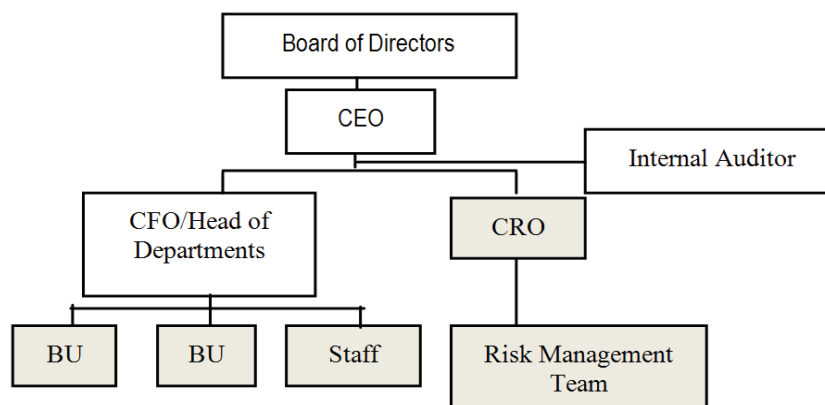 Board of Directors
CEO
Internal Auditor
CFO/Head of
Departments
CRO
BU
BU
Staff
Risk Management
Team